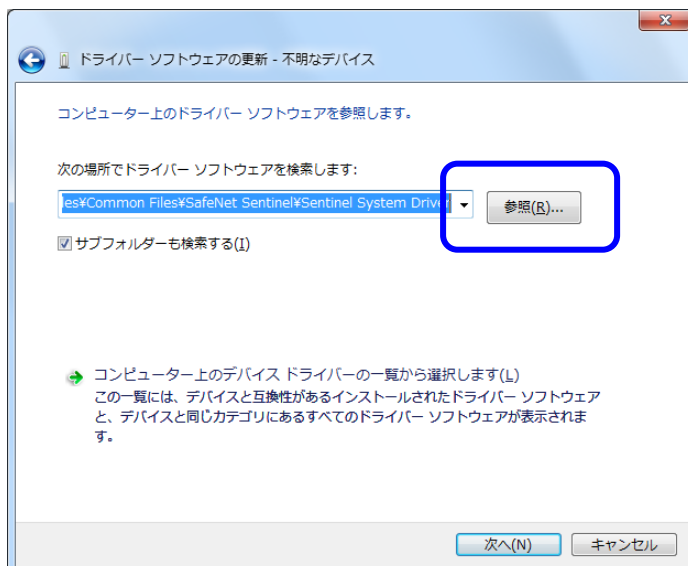 ドライバー ソフトウェアの更新 - 不明なデバイス
コンピューター上のドライバー ソフトウェアを参照します。
次の場所でドライバー ソフトウェアを検索します:
les¥Common Files¥SafeNet Sentinel¥Sentinel System Driver
参照(R)...
サブフォルダーも検索する(I)
コンピューター上のデバイス ドライバーの一覧から選択します(L)
この一覧には、デバイスと互換性があるインストールされたドライバー ソフトウェア
と、デバイスと同じカテゴリにあるすべてのドライバー ソフトウェアが表示されま
す。
次へ(N)
キャンセル